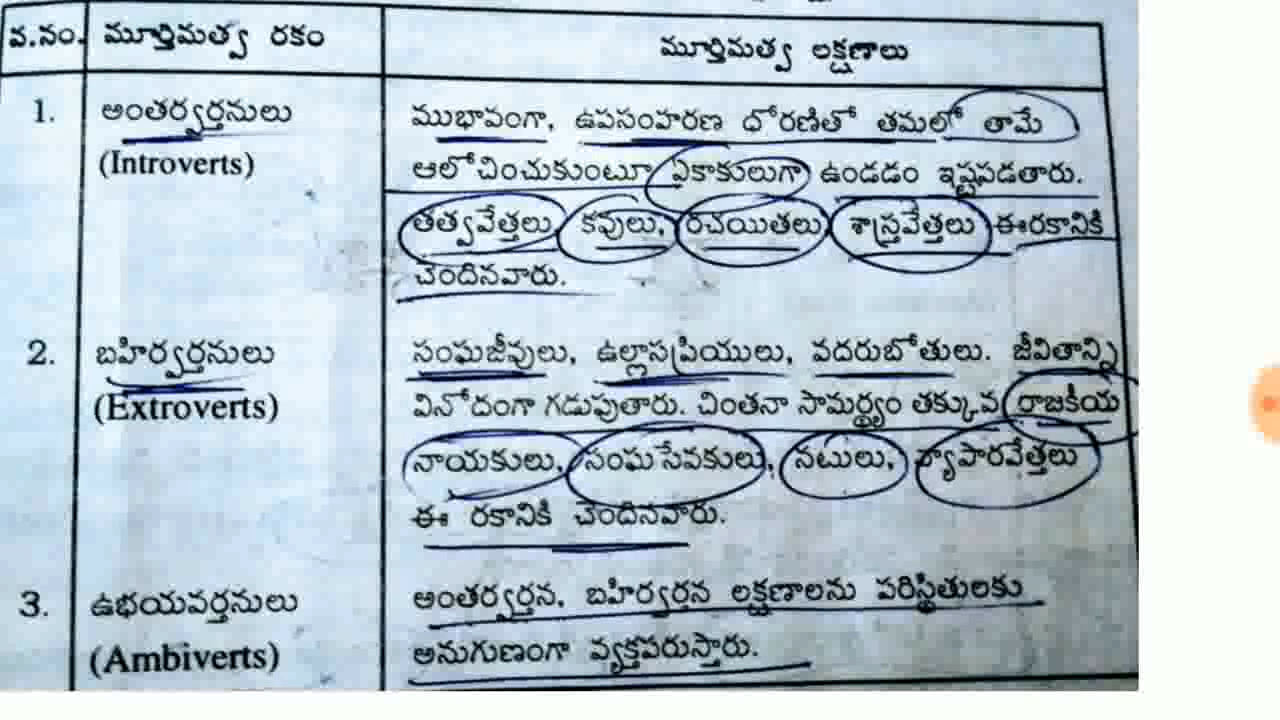 వ.నం. మూర్తిమత్వ రకం మూర్తిమత్వ లక్షణాలు
1. అంతర్వర్తనులు ముభావంగా, ఉపసంహరణ ధోరణితో తమలో తామే
(Introverts) ఆలోచించుకుంటూ ఏకాకులుగా ఉండడం ఇష్టపడతారు.
తత్వవేత్తలు, కవులు, రచయితలు, శాస్త్రవేత్తలు ఈరకానికి
చెందినవారు.
2. బహిర్వర్తనులు సంఘజీవులు, ఉల్లాసప్రియులు, వదరుబోతులు. జీవితాన్ని
(Extroverts) వినోదంగా గడుపుతారు. చింతనా సామర్థ్యం తక్కువ రాజకీయ
నాయకులు, సంఘసేవకులు, నటులు, వ్యాపారవేత్తలు
ఈ రకానికి చెందినవారు.
3. ఉభయవర్తనులు అంతర్వర్తన, బహిర్వర్తన లక్షణాలను పరిస్థితులకు
(Ambiverts) అనుగుణంగా వ్యక్తపరుస్తారు.